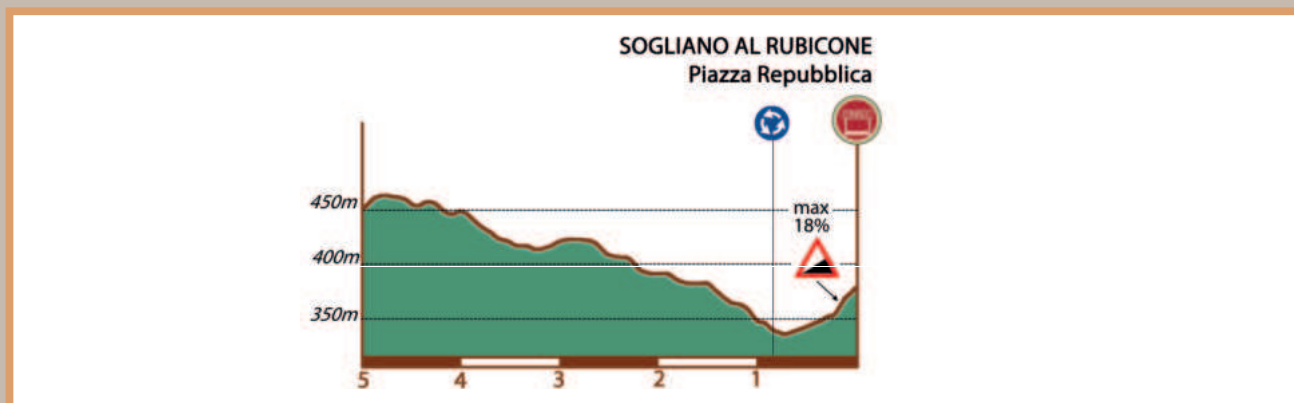 SOGLIANO AL RUBICONE
Piazza Repubblica
450m
max
18%
400m
350m
5 4 3 2 1